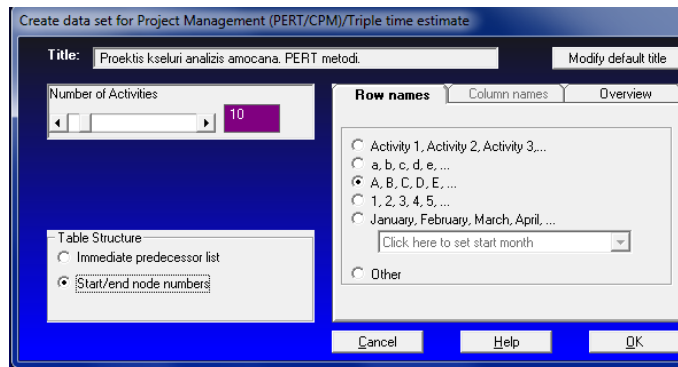 Create data set for Project Management (PERT/CPM)/Triple time estimate
Title: Proektis kseluri analizis amocana. PERT metodi. Modify default title
Number of Activities
10
Row names Column names Overview
Activity 1, Activity 2, Activity 3,...
a, b, c, d, e, ...
A, B, C, D, E, ...
1, 2, 3, 4, 5, ...
January, February, March, April, ...
Click here to set start month
Other
Table Structure
Immediate predecessor list
Start/end node numbers
Cancel Help OK